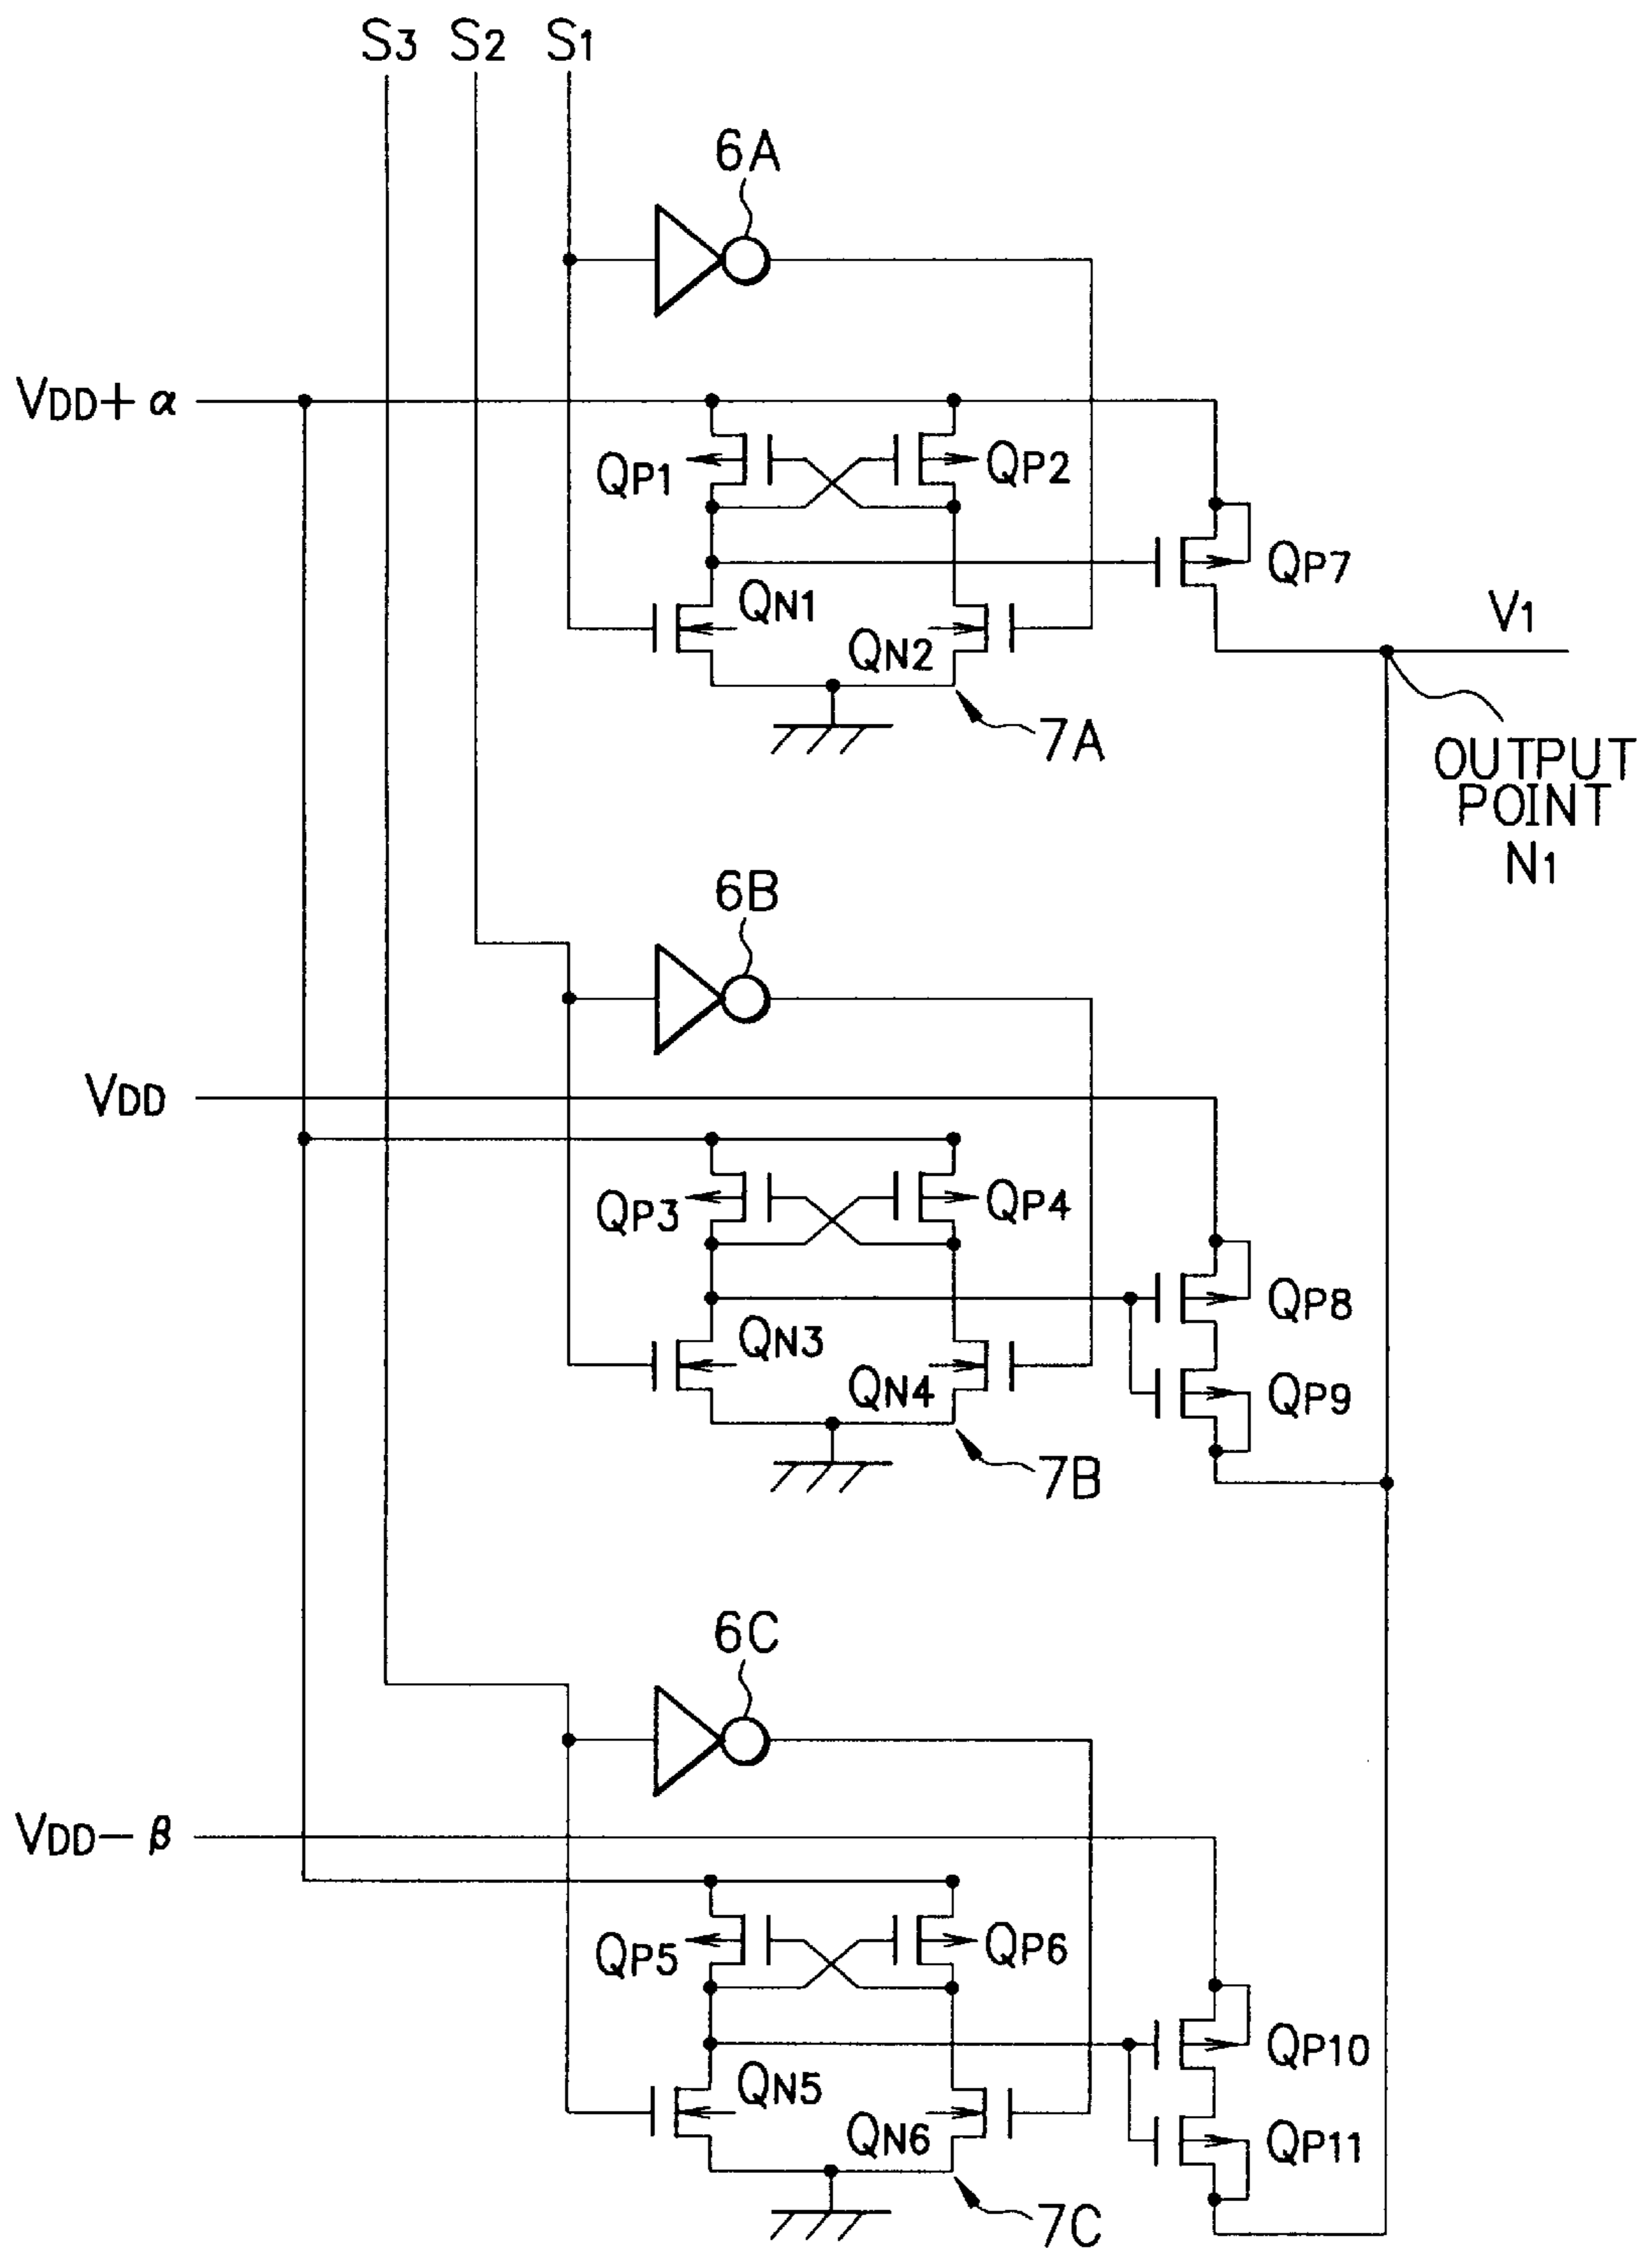 S3 S2 S1
6A
VDD+ α
QP1
QP2
QP7
QN1
QN2
V1
7A
OUTPUT
POINT
N1
6B
VDD
QP3
QP4
QP8
QN3
QN4
QP9
7B
6C
VDD− β
QP5
QP6
QP10
QN5
QN6
QP11
7C